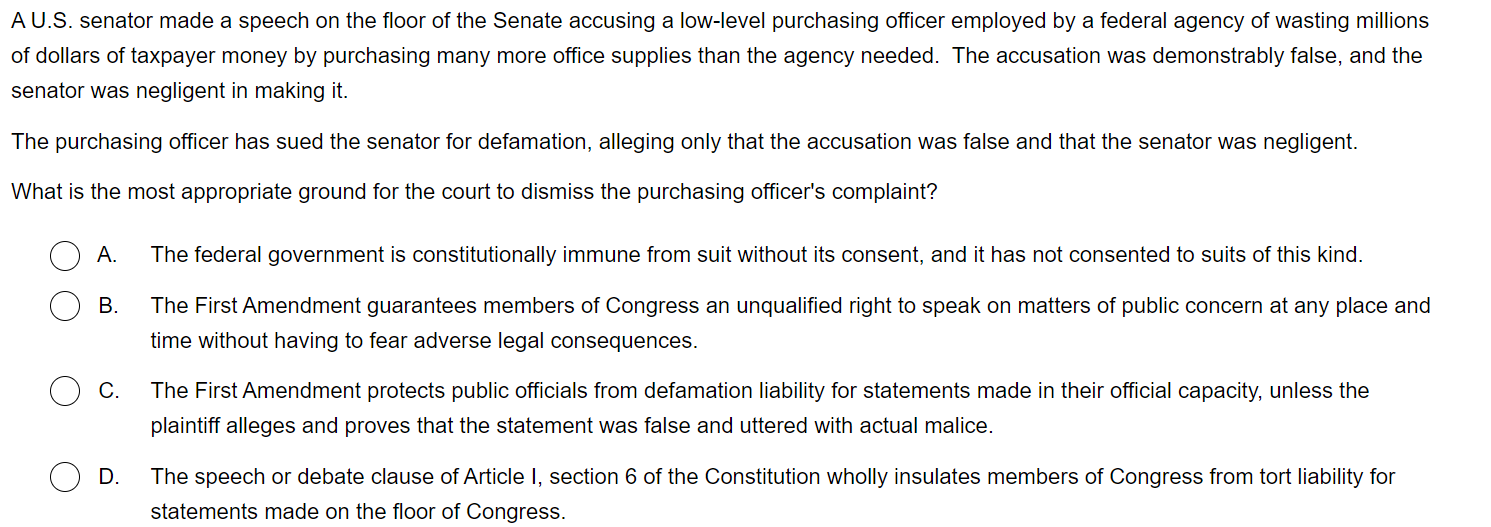 A U.S. senator made a speech on the floor of the Senate accusing a low-level purchasing officer employed by a federal agency of wasting millions
of dollars of taxpayer money by purchasing many more office supplies than the agency needed.  The accusation was demonstrably false, and the
senator was negligent in making it.
The purchasing officer has sued the senator for defamation, alleging only that the accusation was false and that the senator was negligent.
What is the most appropriate ground for the court to dismiss the purchasing officer's complaint?
A. The federal government is constitutionally immune from suit without its consent, and it has not consented to suits of this kind.
B. The First Amendment guarantees members of Congress an unqualified right to speak on matters of public concern at any place and
time without having to fear adverse legal consequences.
C. The First Amendment protects public officials from defamation liability for statements made in their official capacity, unless the
plaintiff alleges and proves that the statement was false and uttered with actual malice.
D. The speech or debate clause of Article I, section 6 of the Constitution wholly insulates members of Congress from tort liability for
statements made on the floor of Congress.